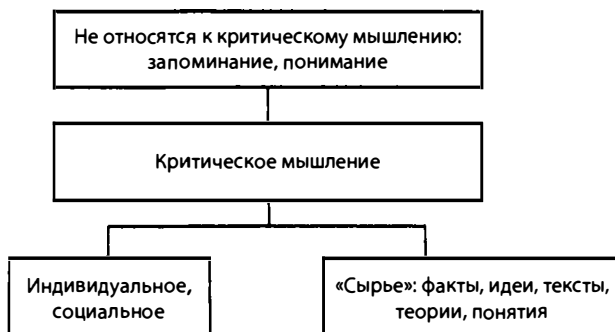 Не относятся к критическому мышлению:
запоминание, понимание
Критическое мышление
Индивидуальное,
социальное
«Сырье»: факты, идеи, тексты,
теории, понятия